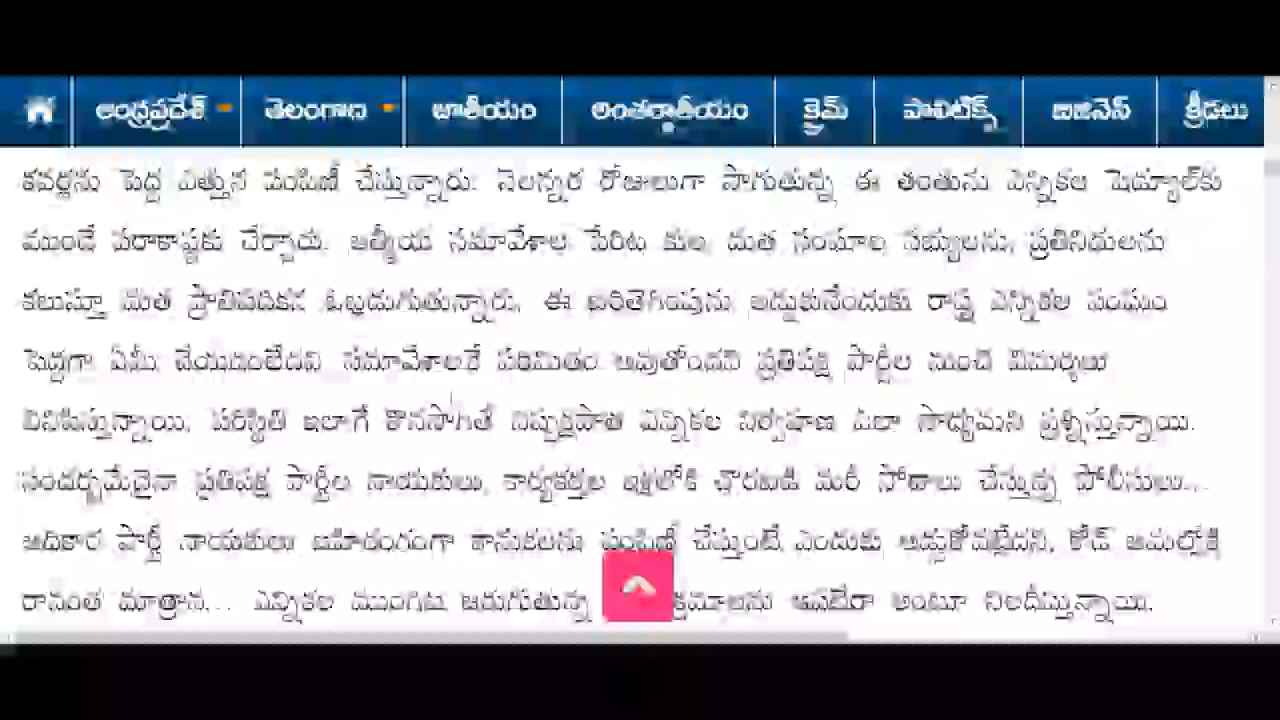 ఆంధ్రప్రదేశ్ తెలంగాణ జాతీయం అంతర్జాతీయం క్రైమ్ పాలిటిక్స్ బిజినెస్ క్రీడలు
కవర్లను పెద్ద ఎత్తున పంపిణీ చేస్తున్నారు. నెలన్నర రోజులుగా సాగుతున్న ఈ తంతును ఎన్నికల షెడ్యూల్‌కు
ముందే పరాకాష్టకు చేర్చారు. ఆత్మీయ సమావేశాల పేరిట కుల, మత సంఘాల సభ్యులను, ప్రతినిధులను
కలుస్తూ మత ప్రాతిపదికన ఓట్లడుగుతున్నారు. ఈ బరితెగింపును అడ్డుకునేందుకు రాష్ట్ర ఎన్నికల సంఘం
పెద్దగా ఏమీ చేయడంలేదని, సమావేశాలకే పరిమితం అవుతోందని ప్రతిపక్ష పార్టీల నుంచి విమర్శలు
వినిపిస్తున్నాయి. పరిస్థితి ఇలాగే కొనసాగితే నిష్పక్షపాత ఎన్నికల నిర్వహణ ఎలా సాధ్యమని ప్రశ్నిస్తున్నాయి.
సందర్భమేదైనా ప్రతిపక్ష పార్టీల నాయకులు, కార్యకర్తల ఇళ్లలోకి చొరబడి మరీ సోదాలు చేస్తున్న పోలీసులు...
అధికార పార్టీ నాయకులు బహిరంగంగా కానుకలను పంపిణీ చేస్తుంటే ఎందుకు అడ్డుకోవట్లేదని, కోడ్ అమల్లోకి
రానంత మాత్రాన... ఎన్నికల ముంగిట జరుగుతున్న క్రమాలను ఆపలేరా అంటూ నిలదీస్తున్నాయి.